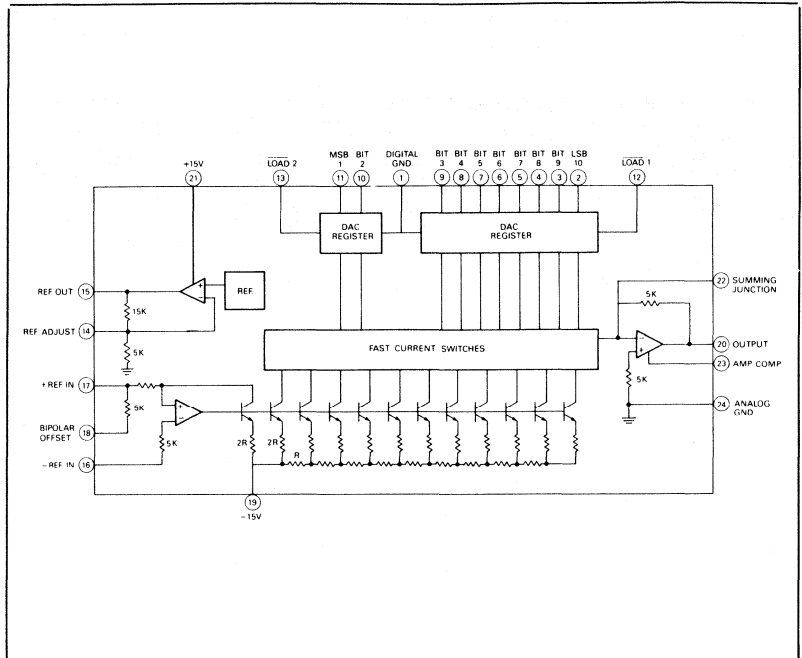 +15V
21
LOAD 2
13
MSB 1
11
BIT 2
10
DIGITAL GND
1
BIT 3
9
BIT 4
8
BIT 5
7
BIT 6
6
BIT 7
5
BIT 8
4
BIT 9
3
LSB 10
2
LOAD 1
12
DAC
REGISTER
DAC
REGISTER
REF OUT 15
REF.
15K
REF ADJUST 14
5K
FAST CURRENT SWITCHES
22 SUMMING
JUNCTION
5K
20 OUTPUT
23 AMP COMP
5K
24 ANALOG
GND
+REF IN 17
5K
BIPOLAR
OFFSET
18
5K
−REF IN 16
2R
2R
R
19
−15V
+
−
+
−
−
+